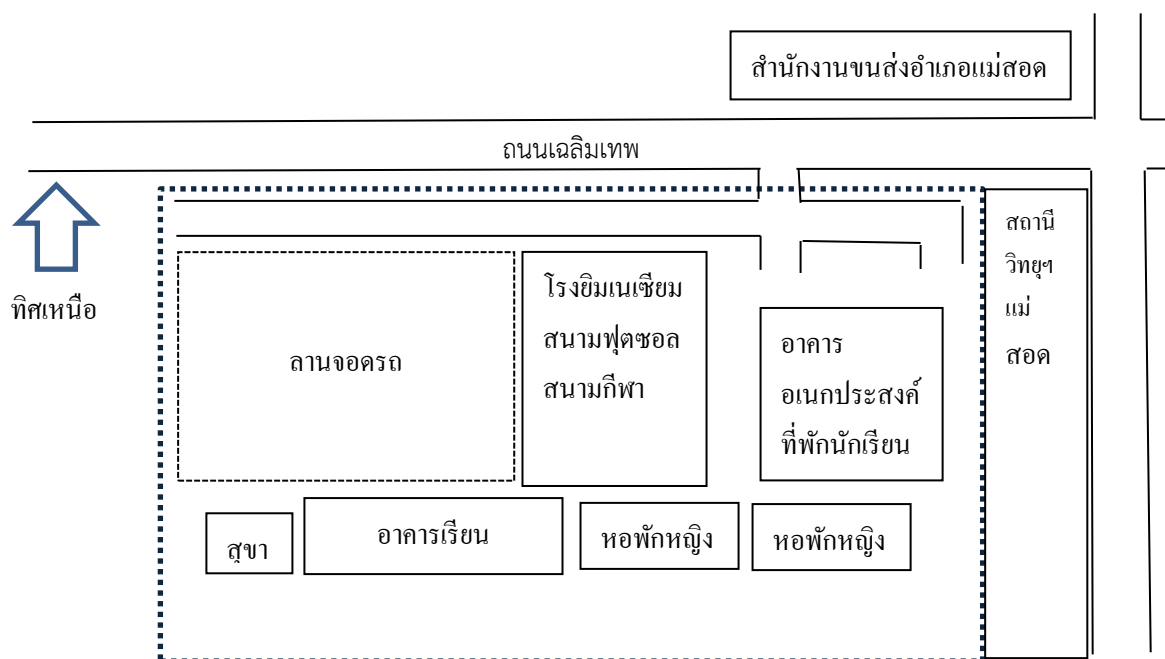 สำนักงานขนส่งอำเภอแม่สอด
ถนนเฉลิมเทพ
ทิศเหนือ
ลานจอดรถ
โรงยิมเนเซียม
สนามฟุตซอล
สนามกีฬา
อาคาร
อเนกประสงค์
ที่พักนักเรียน
สถานี
วิทยุฯ
แม่
สอด
สุขา
อาคารเรียน
หอพักหญิง
หอพักหญิง